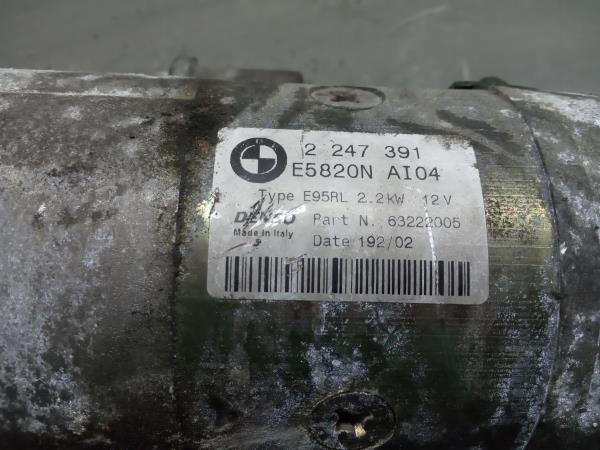 2 247 391
E5820N AI04
Type E95RL 2.2kW 12V
DENSO Part N. 63222005
Made in Italy
Date 192/02